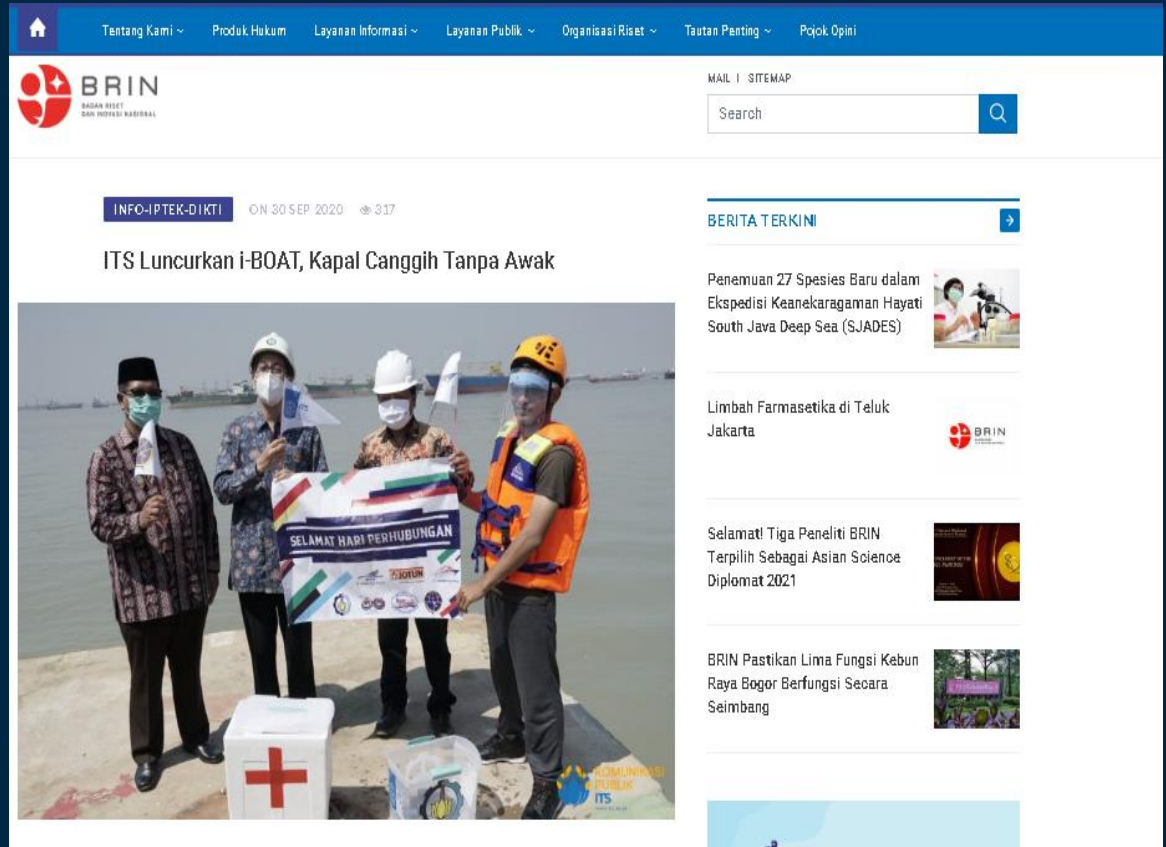 Tentang Kami Produk Hukum Layanan Informasi Layanan Publik Organisasi Riset Tautan Penting Pojok Opini
BRIN
BADAN RISET
DAN INOVASI NASIONAL
MAIL | SITEMAP
Search
INFO-IPTEK-DIKTI ON 30 SEP 2020 317
ITS Luncurkan i-BOAT, Kapal Canggih Tanpa Awak
SELAMAT HARI PERHUBUNGAN
JOTUN
KOMUNIKASI
PUBLIK
ITS
BERITA TERKINI
Penemuan 27 Spesies Baru dalam
Ekspedisi Keanekaragaman Hayati
South Java Deep Sea (SJADES)
Limbah Farmasetika di Teluk
Jakarta
BRIN
Selamat! Tiga Peneliti BRIN
Terpilih Sebagai Asian Science
Diplomat 2021
BRIN Pastikan Lima Fungsi Kebun
Raya Bogor Berfungsi Secara
Seimbang